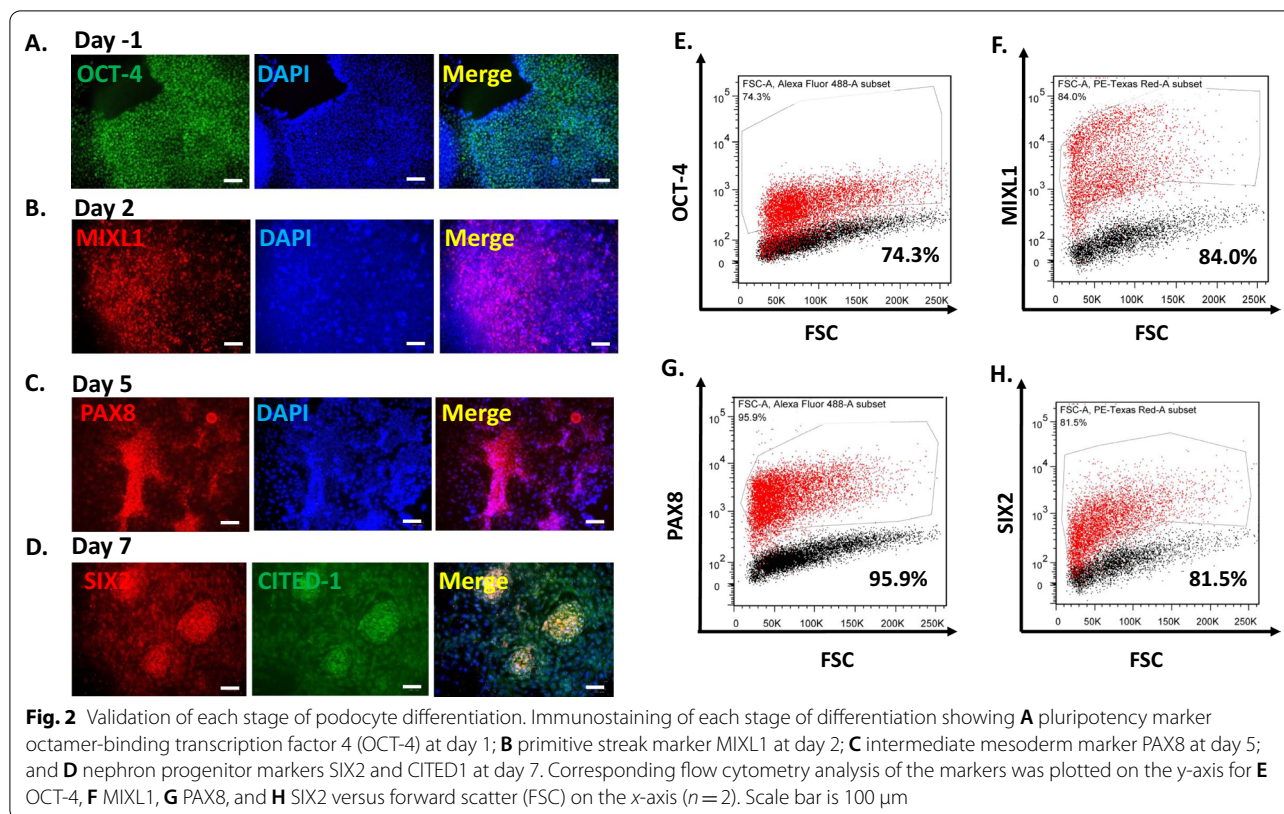 A. Day -1
OCT-4 DAPI Merge
B. Day 2
MIXL1 DAPI Merge
C. Day 5
PAX8 DAPI Merge
D. Day 7
SIX2 CITED-1 Merge
E.
FSC-A, Alexa Fluor 488-A subset
74.3%
10^5
10^4
10^3
10^2
0
OCT-4
74.3%
0 50K 100K 150K 200K 250K
FSC
F.
FSC-A, PE-Texas Red-A subset
84.0%
10^5
10^4
10^3
10^2
0
MIXL1
84.0%
0 50K 100K 150K 200K 250K
FSC
G.
FSC-A, Alexa Fluor 488-A subset
95.9%
10^5
10^4
10^3
10^2
0
PAX8
95.9%
0 50K 100K 150K 200K 250K
FSC
H.
FSC-A, PE-Texas Red-A subset
81.5%
10^5
10^4
10^3
10^2
0
SIX2
81.5%
0 50K 100K 150K 200K 250K
FSC
Fig. 2 Validation of each stage of podocyte differentiation. Immunostaining of each stage of differentiation showing A pluripotency marker
octamer-binding transcription factor 4 (OCT-4) at day 1; B primitive streak marker MIXL1 at day 2; C intermediate mesoderm marker PAX8 at day 5;
and D nephron progenitor markers SIX2 and CITED1 at day 7. Corresponding flow cytometry analysis of the markers was plotted on the y-axis for E
OCT-4, F MIXL1, G PAX8, and H SIX2 versus forward scatter (FSC) on the x-axis (n = 2). Scale bar is 100 µm